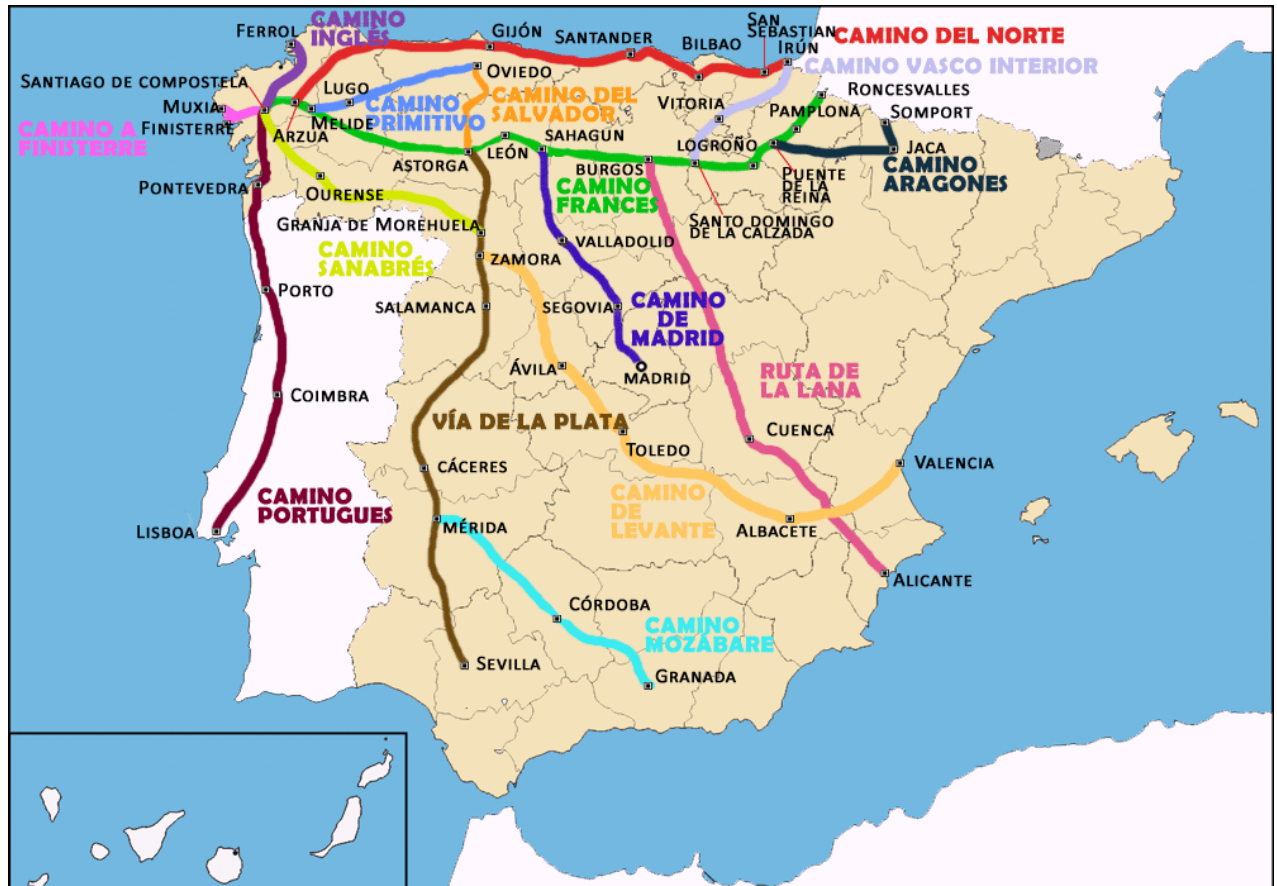 CAMINO
INGLÉS
FERROL
GIJÓN
SANTANDER
BILBAO
SAN
SEBASTIAN
IRÚN
CAMINO DEL NORTE
CAMINO VASCO INTERIOR
SANTIAGO DE COMPOSTELA
MUXIA
FINISTERRE
CAMINO A
FINISTERRE
LUGO
ARZUA
MELIDE
CAMINO
PRIMITIVO
OVIEDO
CAMINO DEL
SALVADOR
VITORIA
RONCESVALLES
PAMPLONA
SOMPORT
JACA
CAMINO
ARAGONES
PUENTE
DE LA
REINA
LOGROÑO
SANTO DOMINGO
DE LA CALZADA
BURGOS
SAHAGUN
LEÓN
ASTORGA
CAMINO
FRANCES
PONTEVEDRA
OURENSE
GRANJA DE MOREHUELA
CAMINO
SANABRÉS
ZAMORA
VALLADOLID
PORTO
SALAMANCA
SEGOVIA
CAMINO
DE
MADRID
MADRID
ÁVILA
RUTA DE
LA LANA
COIMBRA
VÍA DE LA PLATA
TOLEDO
CUENCA
VALENCIA
CÁCERES
CAMINO
PORTUGUES
LISBOA
MÉRIDA
CAMINO
DE
LEVANTE
ALBACETE
ALICANTE
CÓRDOBA
CAMINO
MOZÁBARE
SEVILLA
GRANADA